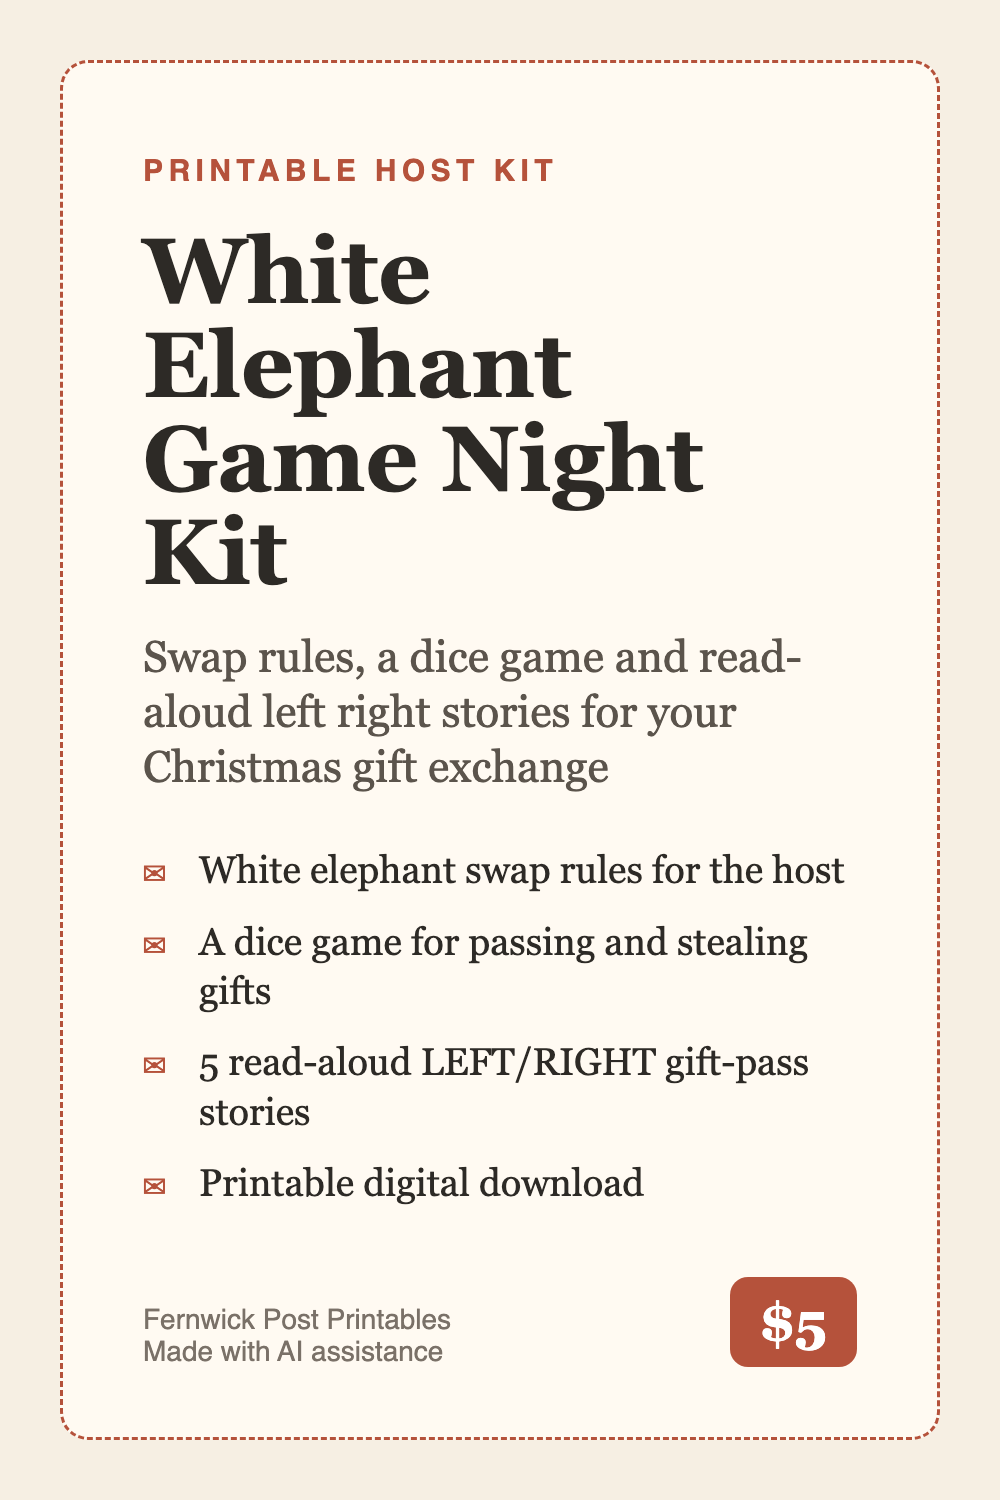 PRINTABLE HOST KIT
White
Elephant
Game Night
Kit
Swap rules, a dice game and read-
aloud left right stories for your
Christmas gift exchange
White elephant swap rules for the host
A dice game for passing and stealing
gifts
5 read-aloud LEFT/RIGHT gift-pass
stories
Printable digital download
Fernwick Post Printables
Made with AI assistance
$5